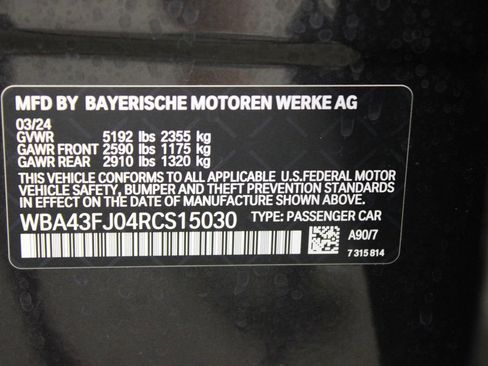 MFD BY BAYERISCHE MOTOREN WERKE AG
03/24
GVWR 5192 lbs 2355 kg
GAWR FRONT 2590 lbs 1175 kg
GAWR REAR 2910 lbs 1320 kg
THIS VEHICLE CONFORMS TO ALL APPLICABLE U.S.FEDERAL MOTOR
VEHICLE SAFETY, BUMPER AND THEFT PREVENTION STANDARDS
IN EFFECT ON THE DATE OF MANUFACTURE SHOWN ABOVE.
WBA43FJ04RCS15030 TYPE: PASSENGER CAR
A90/7
7 315 814